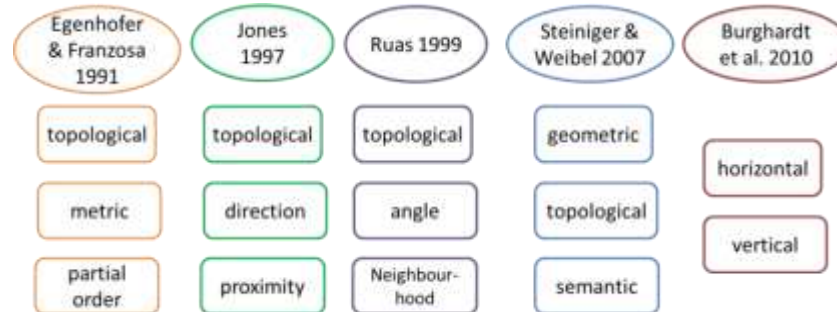 Egenhofer
& Franzosa
1991
Jones
1997
Ruas 1999
Steiniger &
Weibel 2007
Burghardt
et al. 2010
topological
topological
topological
geometric
horizontal
metric
direction
angle
topological
vertical
partial
order
proximity
Neighbour-
hood
semantic